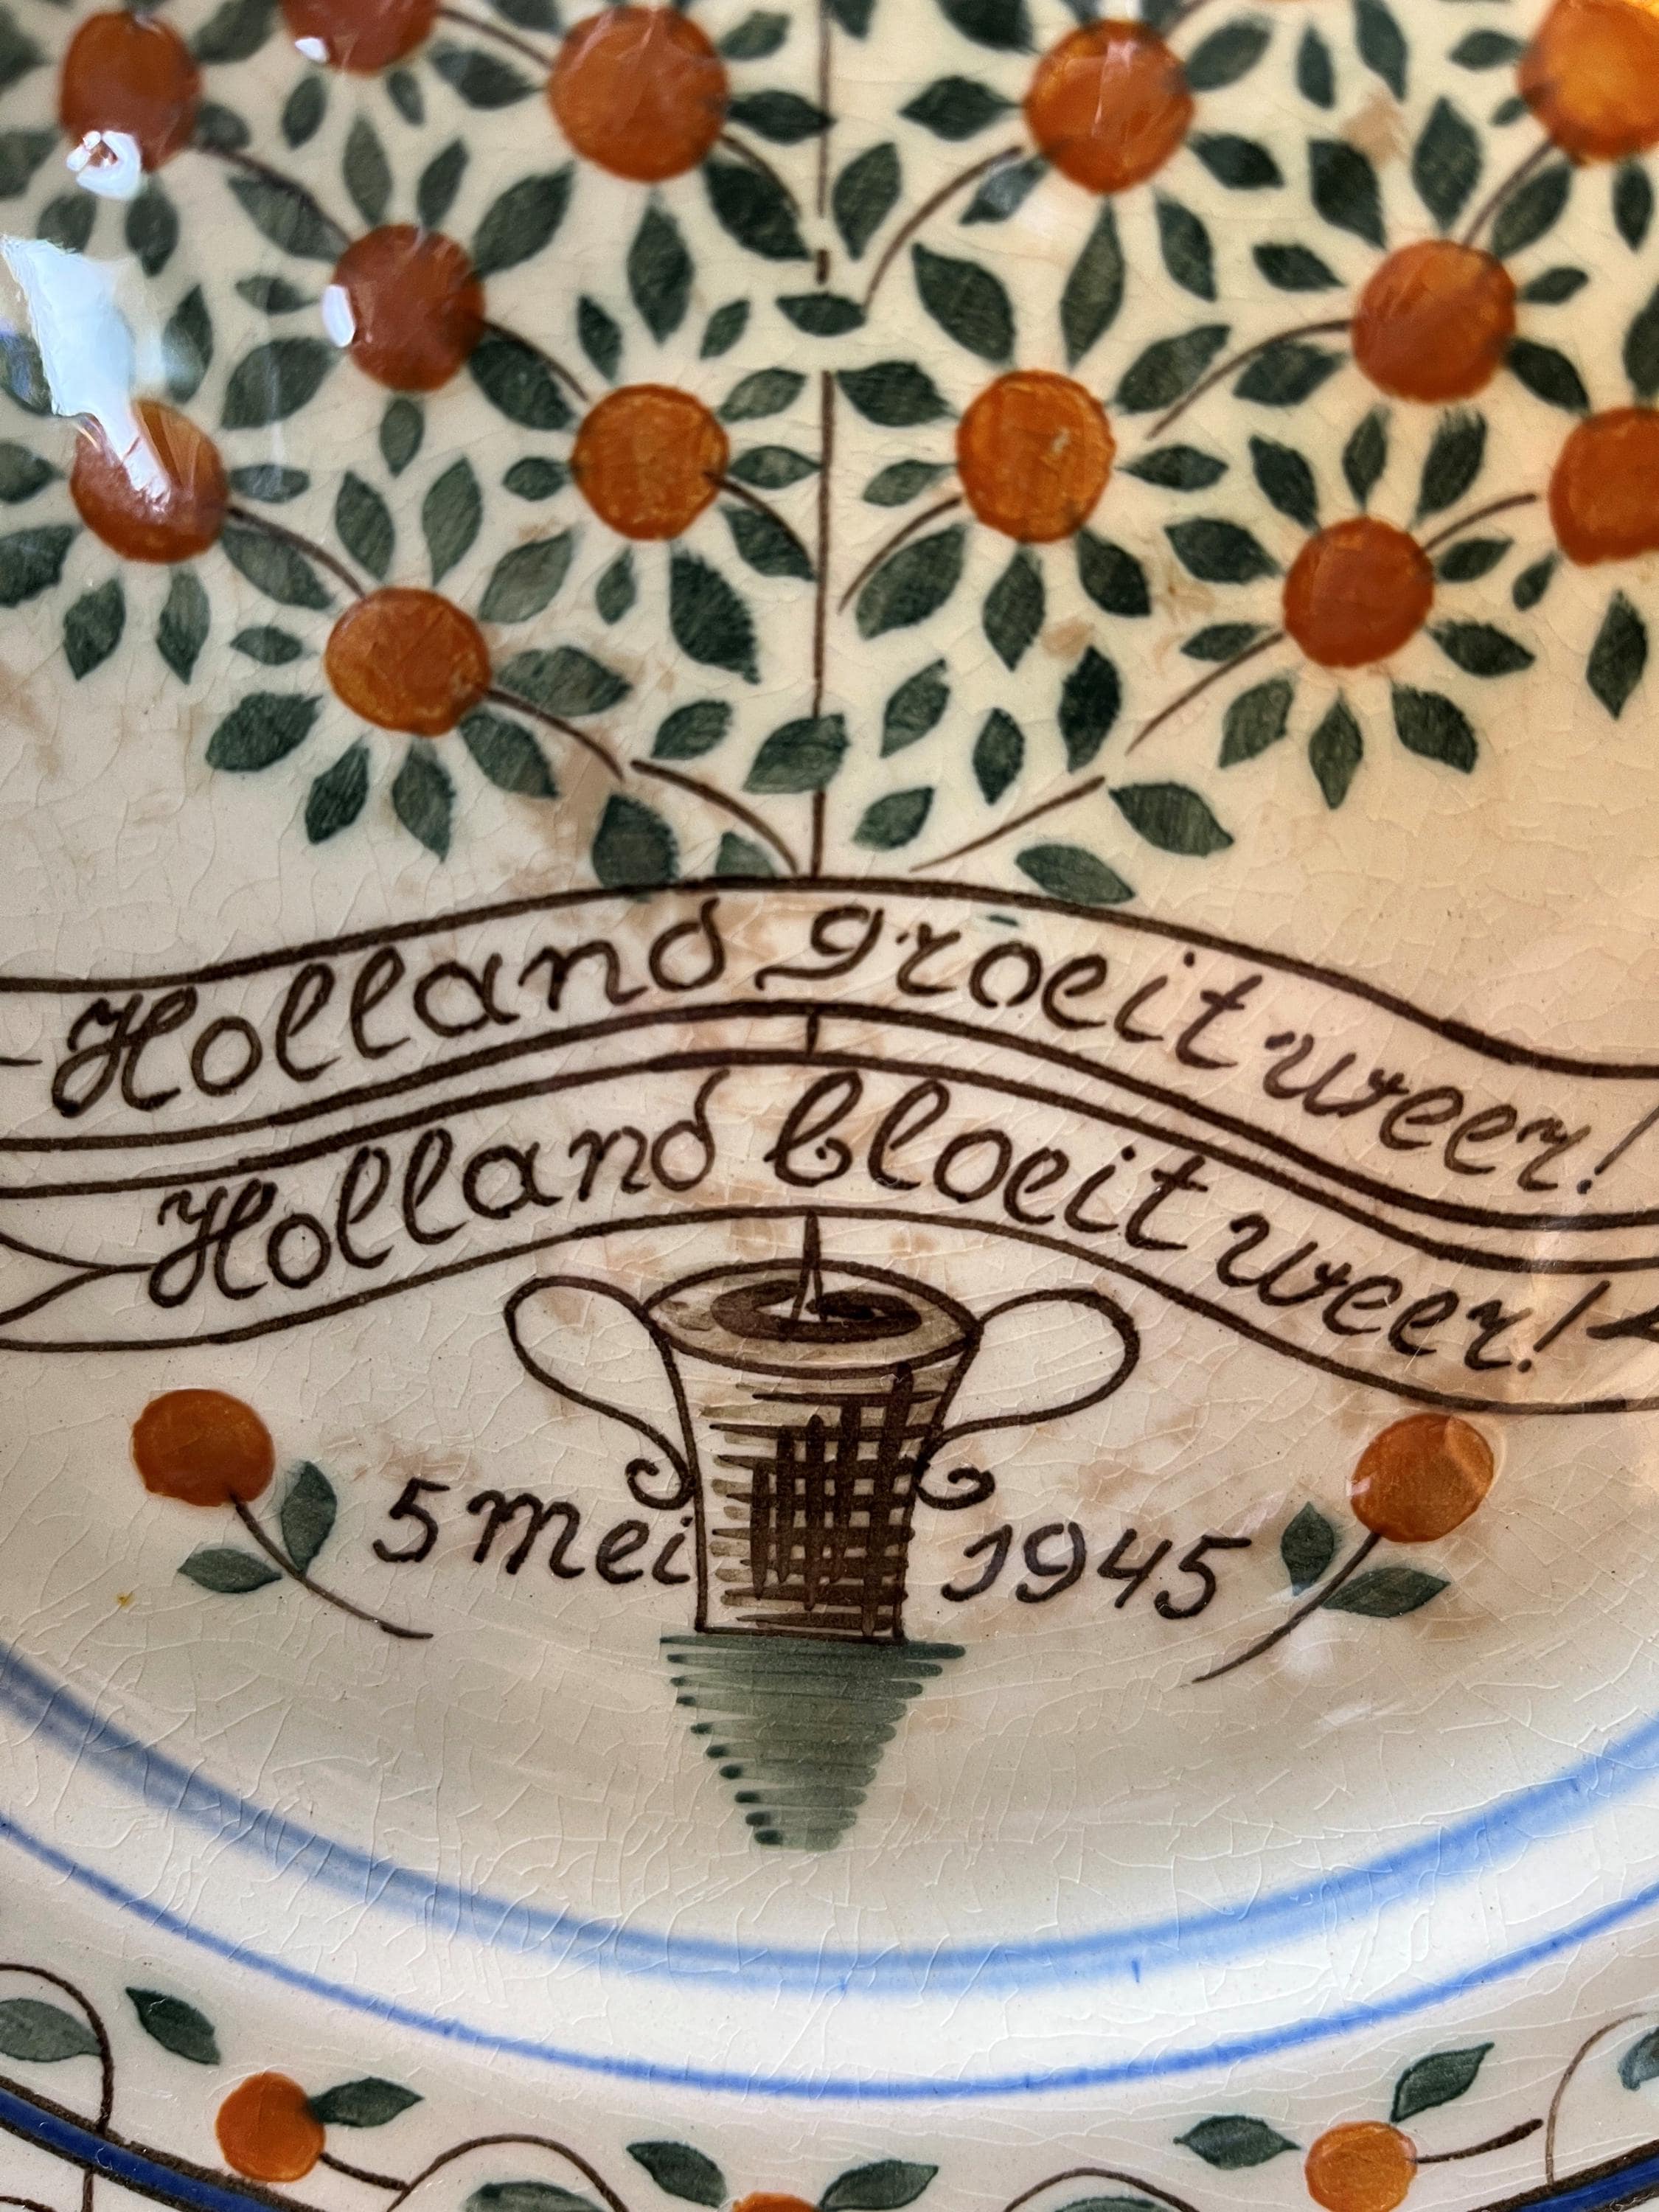 Holland groeit weer!
Holland bloeit weer!
5 mei 1945